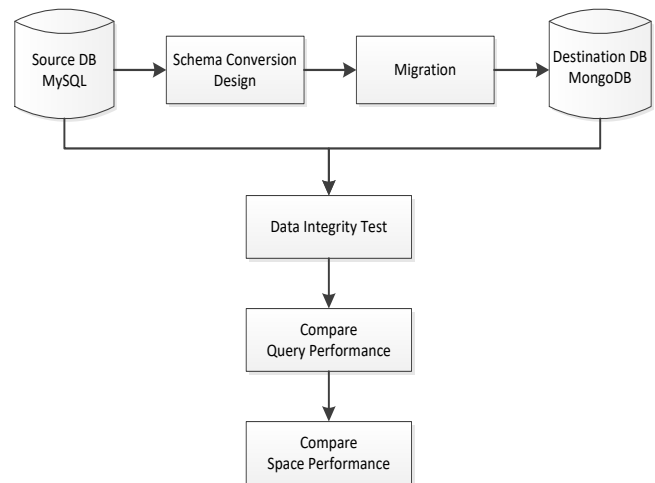 Source DB
MySQL
Schema Conversion
Design
Migration
Destination DB
MongoDB
Data Integrity Test
Compare
Query Performance
Compare
Space Performance